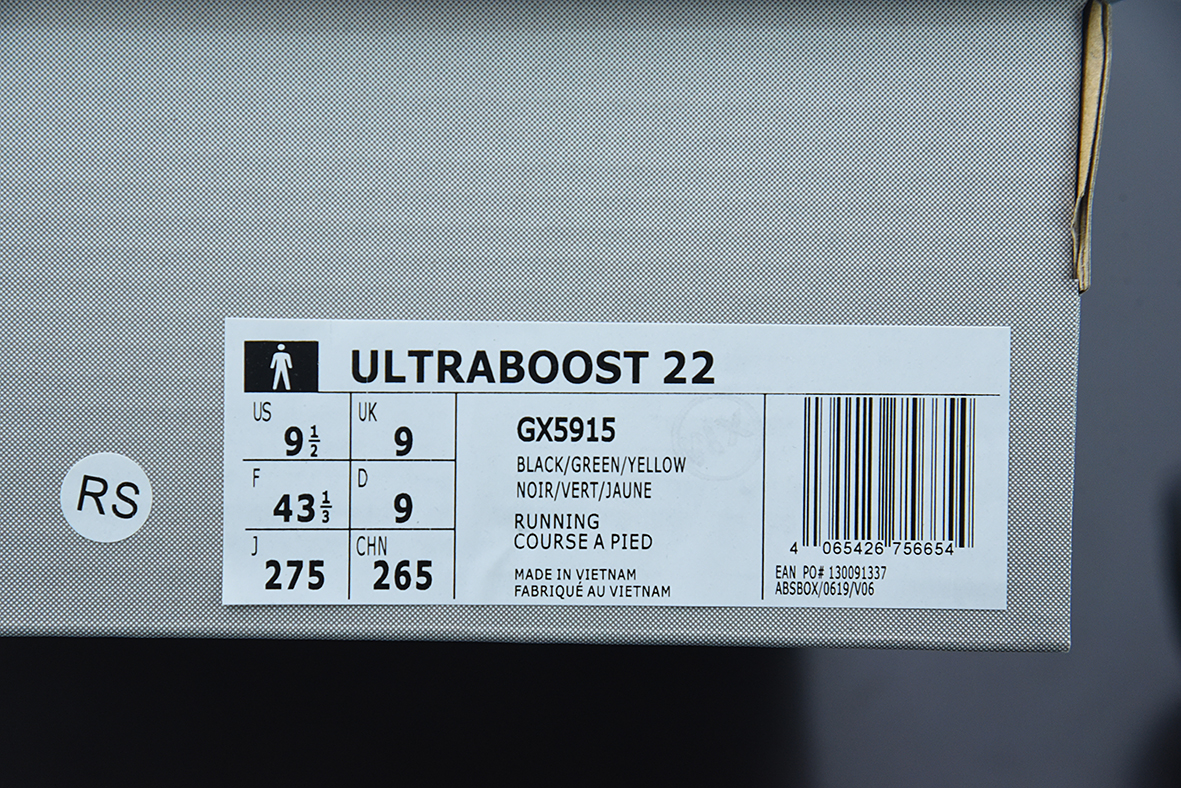 ULTRABOOST 22
US 9 1/2
UK 9
F 43 1/3
D 9
J 275
CHN 265
GX5915
BLACK/GREEN/YELLOW
NOIR/VERT/JAUNE
RUNNING
COURSE A PIED
MADE IN VIETNAM
FABRIQUÉ AU VIETNAM
4 065426 756654
EAN PO# 130091337
ABSBOX/0619/V06
RS